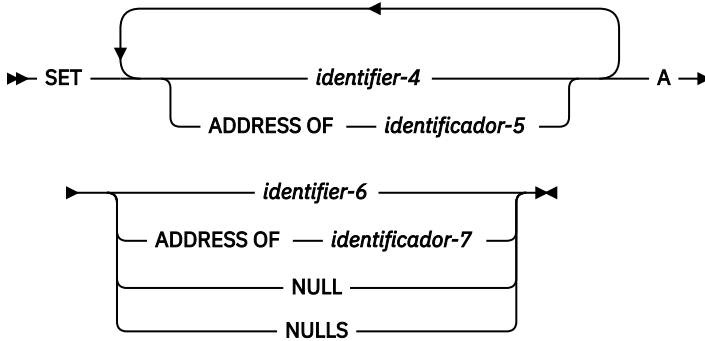 SET identifier-4 A
ADDRESS OF identificador-5
identifier-6
ADDRESS OF identificador-7
NULL
NULLS